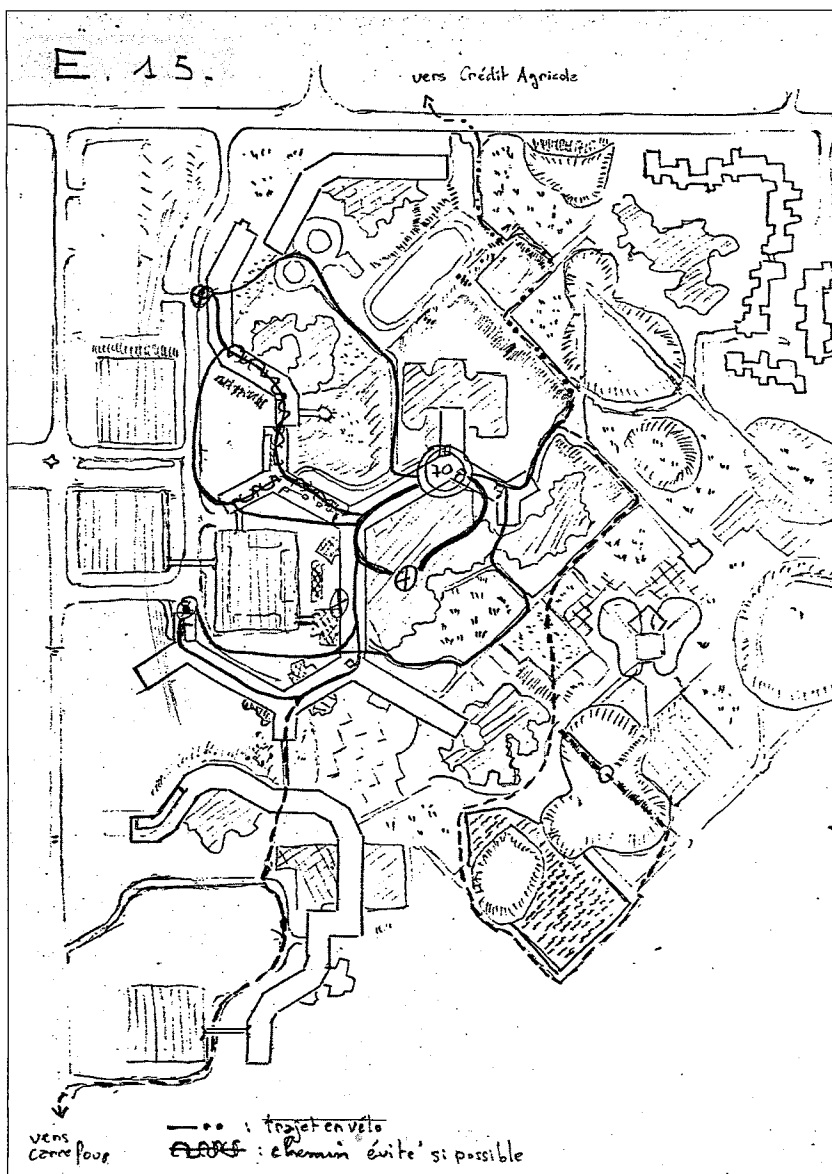 E. 15.
vers Crédit Agricole
70
— • • : trajet en vélo
vers
Carrefour
: chemin évité si possible